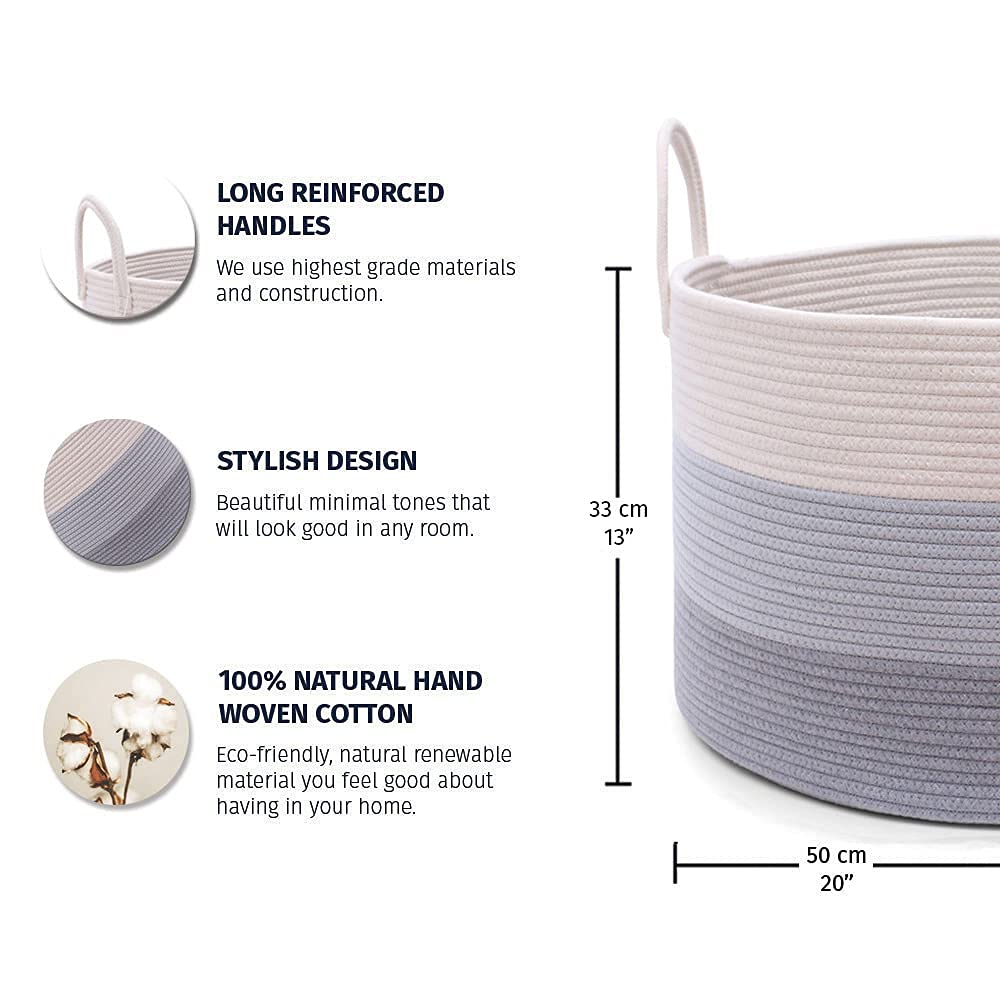 LONG REINFORCED
HANDLES
We use highest grade materials
and construction.
STYLISH DESIGN
Beautiful minimal tones that
will look good in any room.
100% NATURAL HAND
WOVEN COTTON
Eco-friendly, natural renewable
material you feel good about
having in your home.
33 cm
13”
50 cm
20”